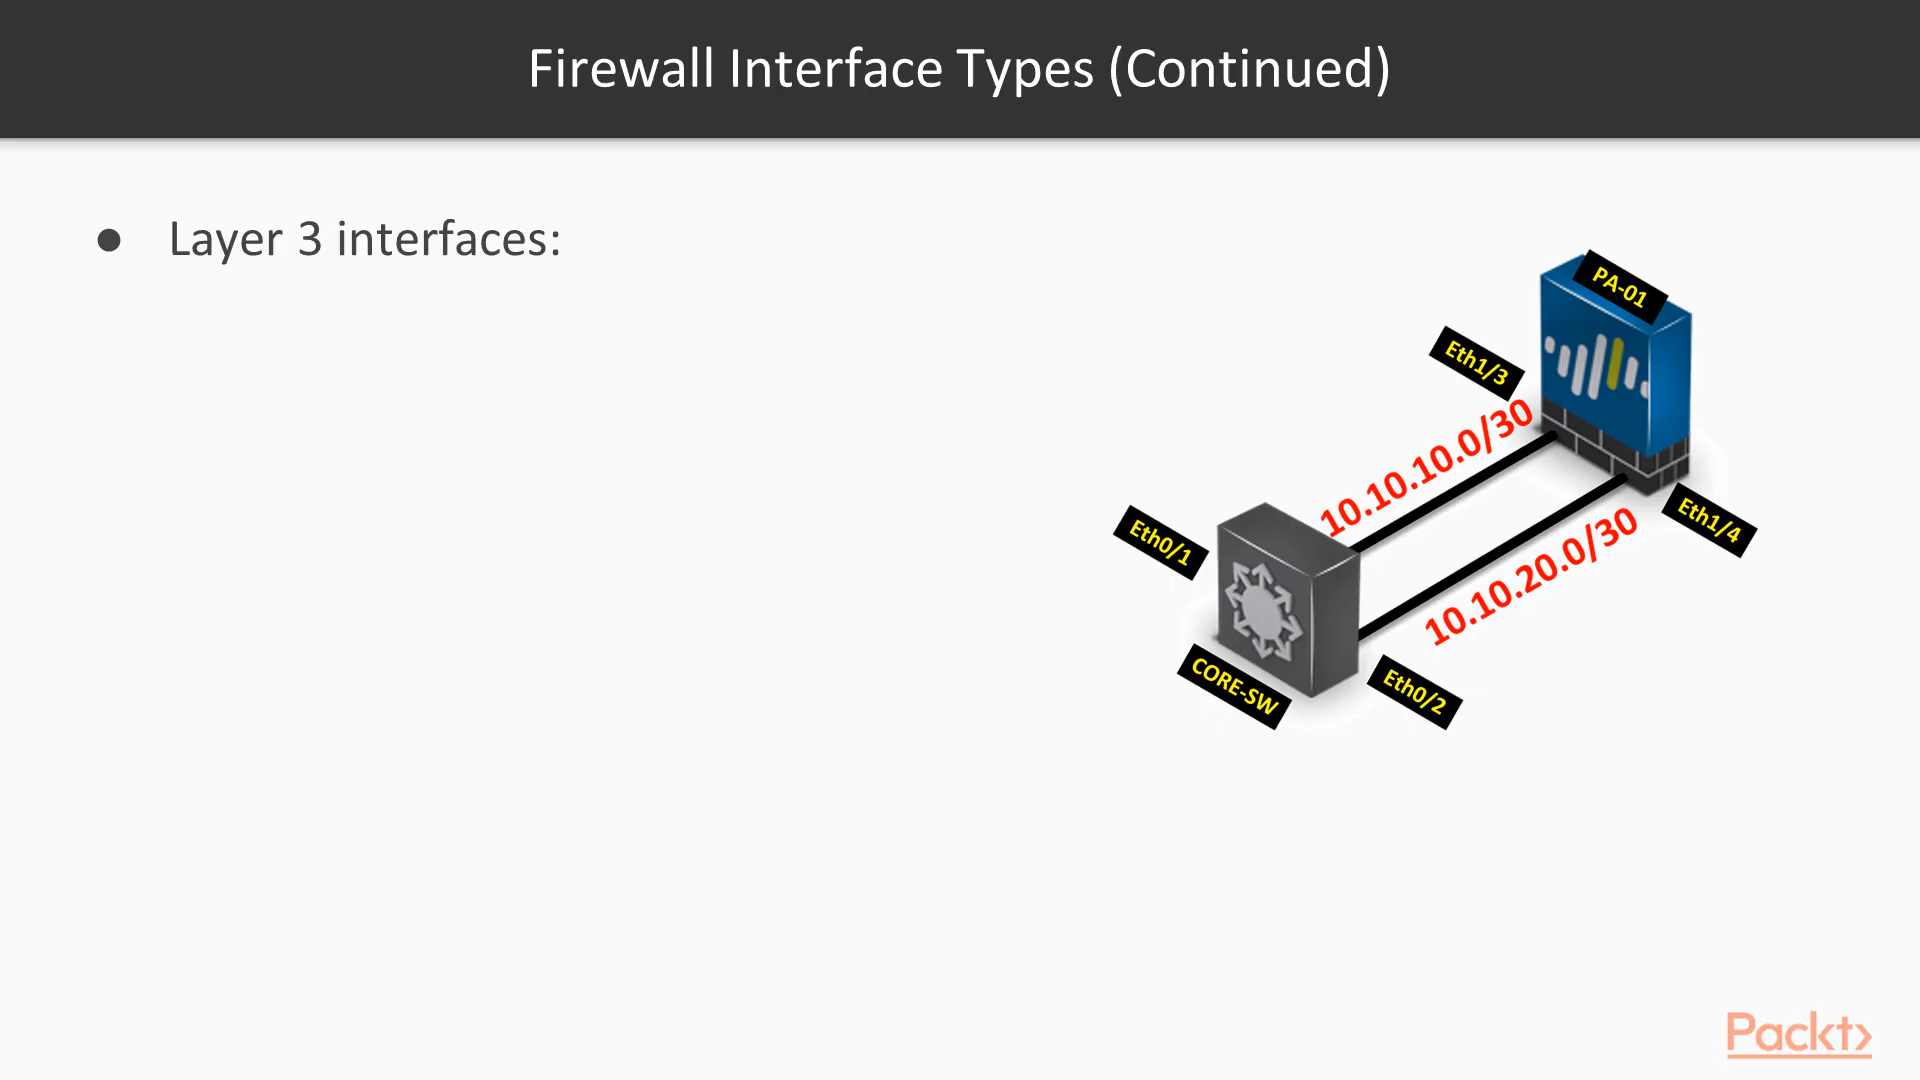 Firewall Interface Types (Continued)
● Layer 3 interfaces:
PA-01
Eth1/3
10.10.10.0/30
Eth1/4
Eth0/1
10.10.20.0/30
CORE-SW
Eth0/2
Packt>